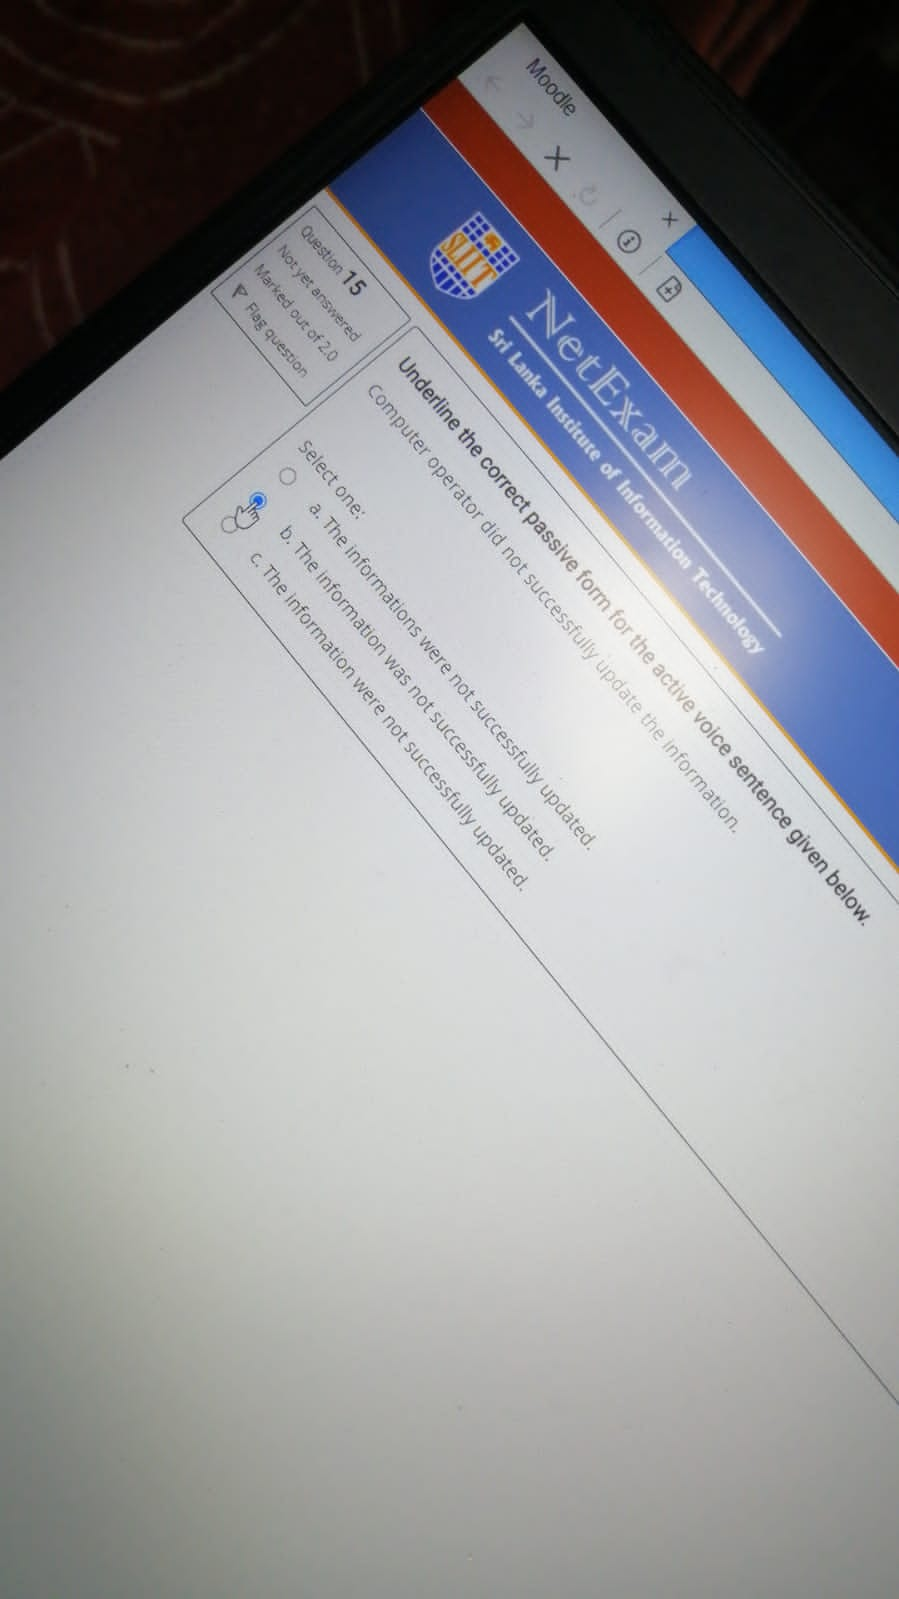 Moodle
SLIIT
NetExam
Sri Lanka Institute of Information Technology
Question 15
Not yet answered
Marked out of 2.0
Flag question
Underline the correct passive form for the active voice sentence given below.
Computer operator did not successfully update the information.
Select one:
a. The informations were not successfully updated.
b. The information was not successfully updated.
c. The information were not successfully updated.